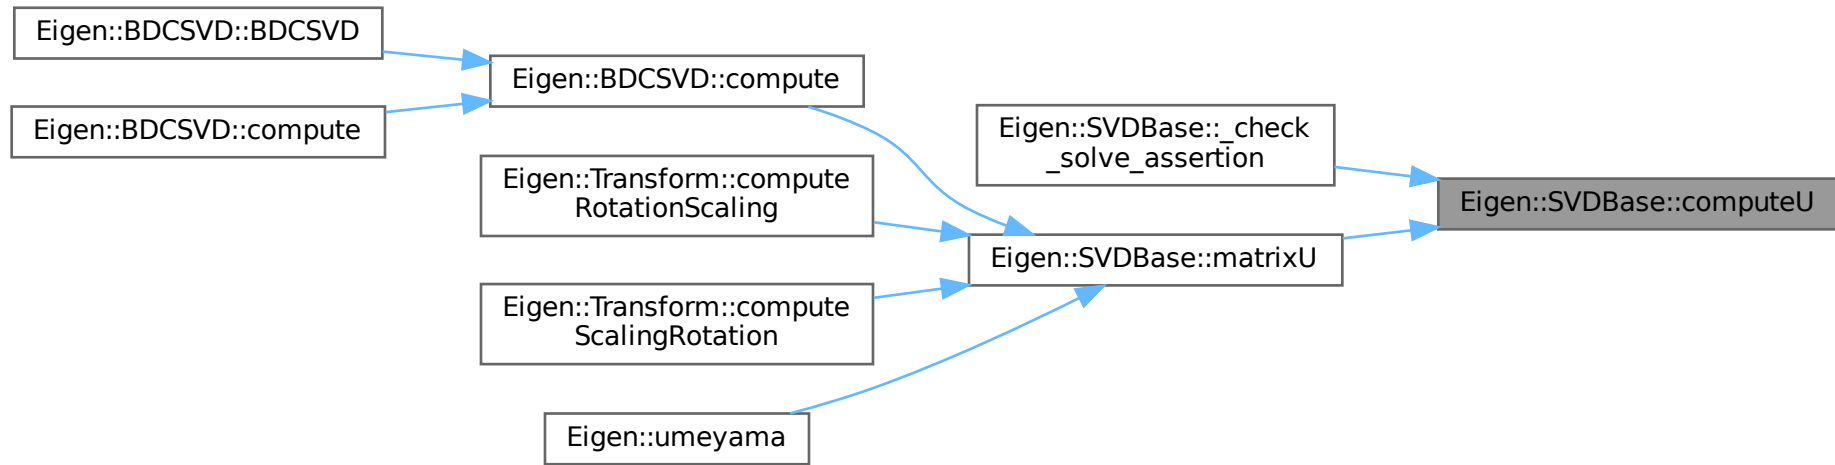 Eigen::BDCSVD::BDCSVD
Eigen::BDCSVD::compute
Eigen::BDCSVD::compute
Eigen::Transform::compute
RotationScaling
Eigen::Transform::compute
ScalingRotation
Eigen::umeyama
Eigen::SVDBase::_check
_solve_assertion
Eigen::SVDBase::matrixU
Eigen::SVDBase::computeU